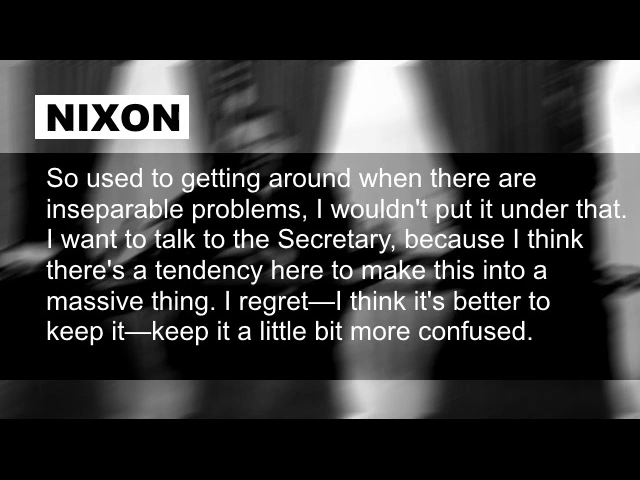 NIXON
So used to getting around when there are
inseparable problems, I wouldn't put it under that.
I want to talk to the Secretary, because I think
there's a tendency here to make this into a
massive thing. I regret—I think it's better to
keep it—keep it a little bit more confused.